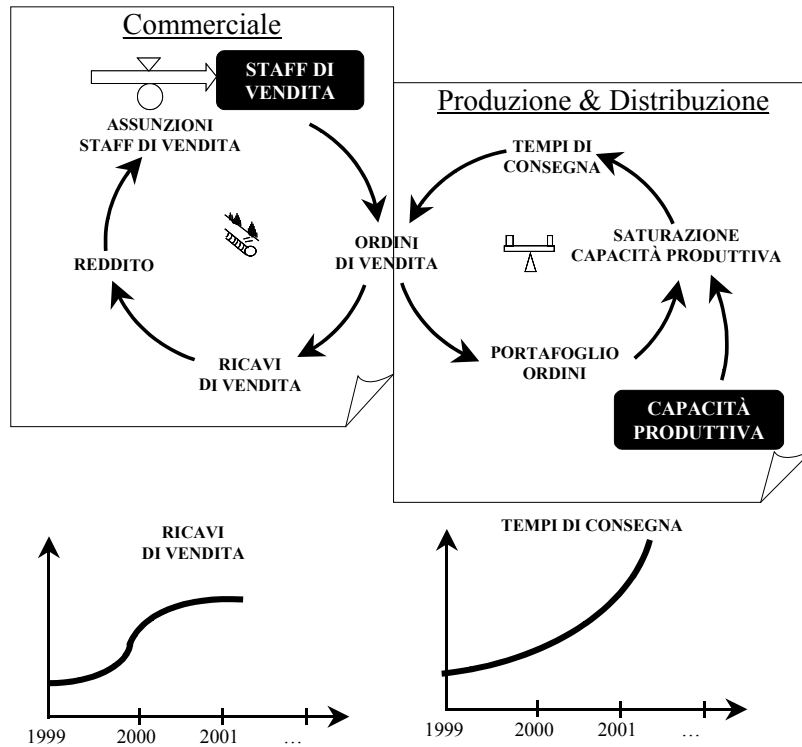 Commerciale
STAFF DI
VENDITA
ASSUNZIONI
STAFF DI VENDITA
REDDITO
ORDINI
DI VENDITA
RICAVI
DI VENDITA
Produzione & Distribuzione
TEMPI DI
CONSEGNA
SATURAZIONE
CAPACITÀ PRODUTTIVA
PORTAFOGLIO
ORDINI
CAPACITÀ
PRODUTTIVA
RICAVI
DI VENDITA
1999 2000 2001 …
TEMPI DI CONSEGNA
1999 2000 2001 …